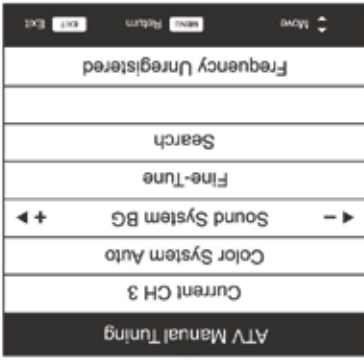 ATV Manual Tuning
Current CH 3
Color System Auto
Sound System BG
Fine-Tune
Search
Frequency Unregistered
Move MENU Return EXIT Exit